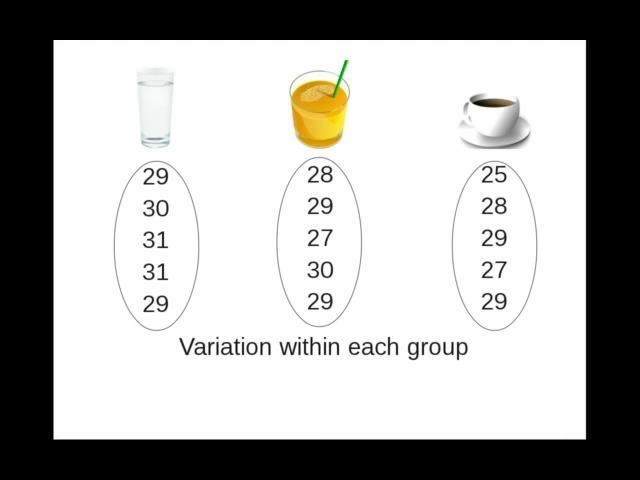 29 28 25
30 29 28
31 27 29
31 30 27
29 29 29
Variation within each group